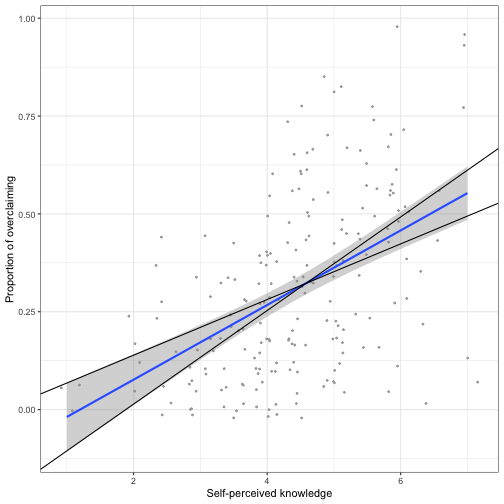 1.00
0.75
0.50
0.25
0.00
Proportion of overclaiming
2 4 6
Self-perceived knowledge